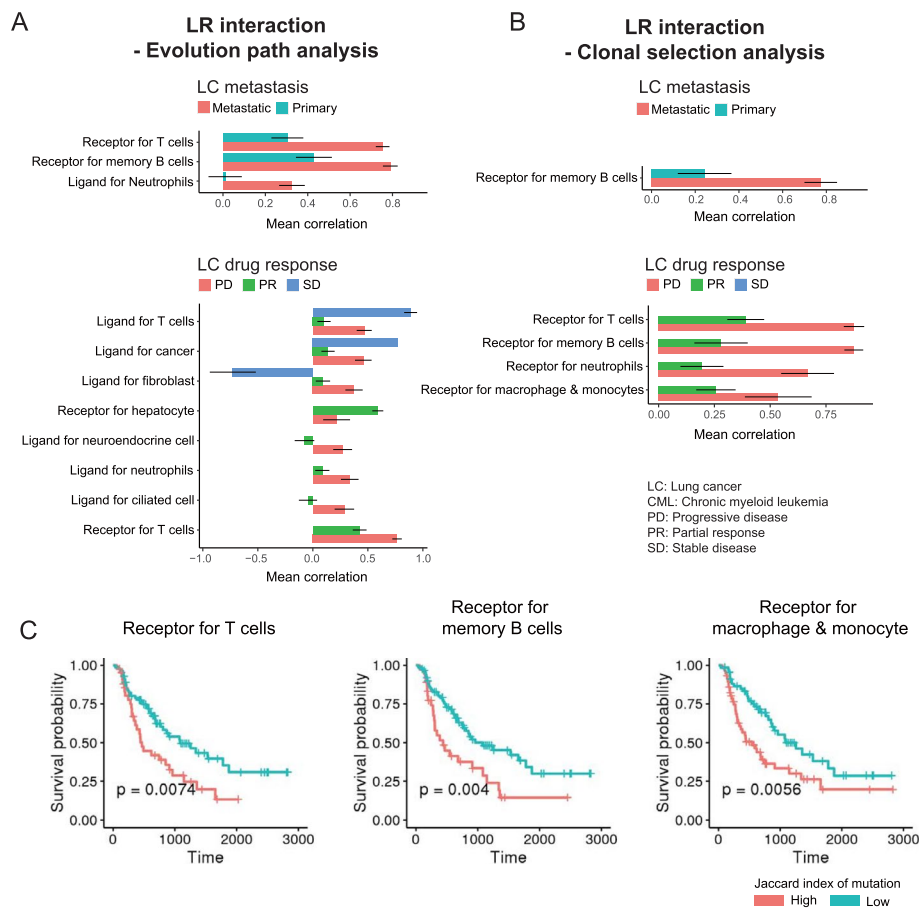 A
LR interaction
- Evolution path analysis
LC metastasis
Metastatic Primary
Receptor for T cells
Receptor for memory B cells
Ligand for Neutrophils
0.0 0.2 0.4 0.6 0.8
Mean correlation
LC drug response
PD PR SD
Ligand for T cells
Ligand for cancer
Ligand for fibroblast
Receptor for hepatocyte
Ligand for neuroendocrine cell
Ligand for neutrophils
Ligand for ciliated cell
Receptor for T cells
−1.0 −0.5 0.0 0.5 1.0
Mean correlation
B
LR interaction
- Clonal selection analysis
LC metastasis
Metastatic Primary
Receptor for memory B cells
0.0 0.2 0.4 0.6 0.8
Mean correlation
LC drug response
PD PR SD
Receptor for T cells
Receptor for memory B cells
Receptor for neutrophils
Receptor for macrophage & monocytes
0.00 0.25 0.50 0.75
Mean correlation
LC: Lung cancer
CML: Chronic myeloid leukemia
PD: Progressive disease
PR: Partial response
SD: Stable disease
C
Receptor for T cells
Survival probability
1.00
0.75
0.50
0.25
0.00
p = 0.0074
0 1000 2000 3000
Time
Receptor for
memory B cells
Survival probability
1.00
0.75
0.50
0.25
0.00
p = 0.004
0 1000 2000 3000
Time
Receptor for
macrophage & monocyte
Survival probability
1.00
0.75
0.50
0.25
0.00
p = 0.0056
0 1000 2000 3000
Time
Jaccard index of mutation
High Low